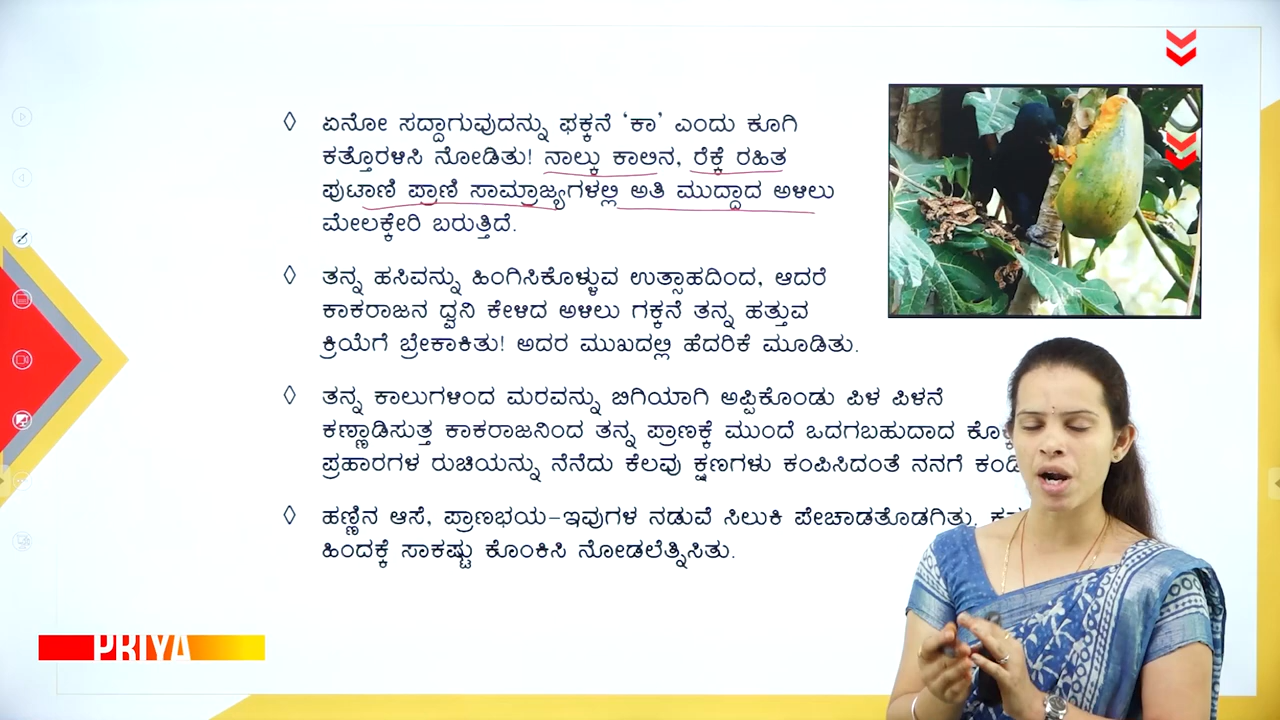 ಏನೋ ಸದ್ದಾಗುವುದನ್ನು ಫಕ್ಕನೆ ‘ಕಾ’ ಎಂದು ಕೂಗಿ
ಕತ್ತೊರಳಿಸಿ ನೋಡಿತು! ನಾಲ್ಕು ಕಾಲಿನ, ರೆಕ್ಕೆ ರಹಿತ
ಪುಟಾಣಿ ಪ್ರಾಣಿ ಸಾಮ್ರಾಜ್ಯಗಳಲ್ಲಿ ಅತಿ ಮುದ್ದಾದ ಅಳಿಲು
ಮೇಲಕ್ಕೇರಿ ಬರುತ್ತಿದೆ.
ತನ್ನ ಹಸಿವನ್ನು ಹಿಂಗಿಸಿಕೊಳ್ಳುವ ಉತ್ಸಾಹದಿಂದ, ಆದರೆ
ಕಾಕರಾಜನ ಧ್ವನಿ ಕೇಳಿದ ಅಳಿಲು ಗಕ್ಕನೆ ತನ್ನ ಹತ್ತುವ
ಕ್ರಿಯೆಗೆ ಬ್ರೇಕಾಕಿತು! ಅದರ ಮುಖದಲ್ಲಿ ಹೆದರಿಕೆ ಮೂಡಿತು.
ತನ್ನ ಕಾಲುಗಳಿಂದ ಮರವನ್ನು ಬಿಗಿಯಾಗಿ ಅಪ್ಪಿಕೊಂಡು ಪಿಳ ಪಿಳನೆ
ಕಣ್ಣಾಡಿಸುತ್ತ ಕಾಕರಾಜನಿಂದ ತನ್ನ ಪ್ರಾಣಕ್ಕೆ ಮುಂದೆ ಒದಗಬಹುದಾದ
ಪ್ರಹಾರಗಳ ರುಚಿಯನ್ನು ನೆನೆದು ಕೆಲವು ಕ್ಷಣಗಳು ಕಂಪಿಸಿದಂತೆ ನನಗೆ
ಹಣ್ಣಿನ ಆಸೆ, ಪ್ರಾಣಭಯ–ಇವುಗಳ ನಡುವೆ ಸಿಲುಕಿ ಪೇಚಾಡತೊಡಗಿತು.
ಹಿಂದಕ್ಕೆ ಸಾಕಷ್ಟು ಕೊಂಕಿಸಿ ನೋಡಲೆತ್ನಿಸಿತು.
PRIYA